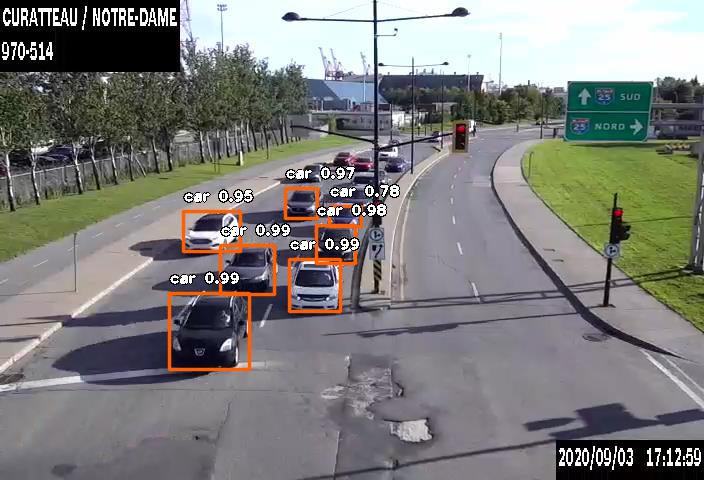 CURATTEAU / NOTRE-DAME
970-514
25 SUD
25 NORD
car 0.97
car 0.78
car 0.95
car 0.98
car 0.99
car 0.99
car 0.99
2020/09/03 17:12:59